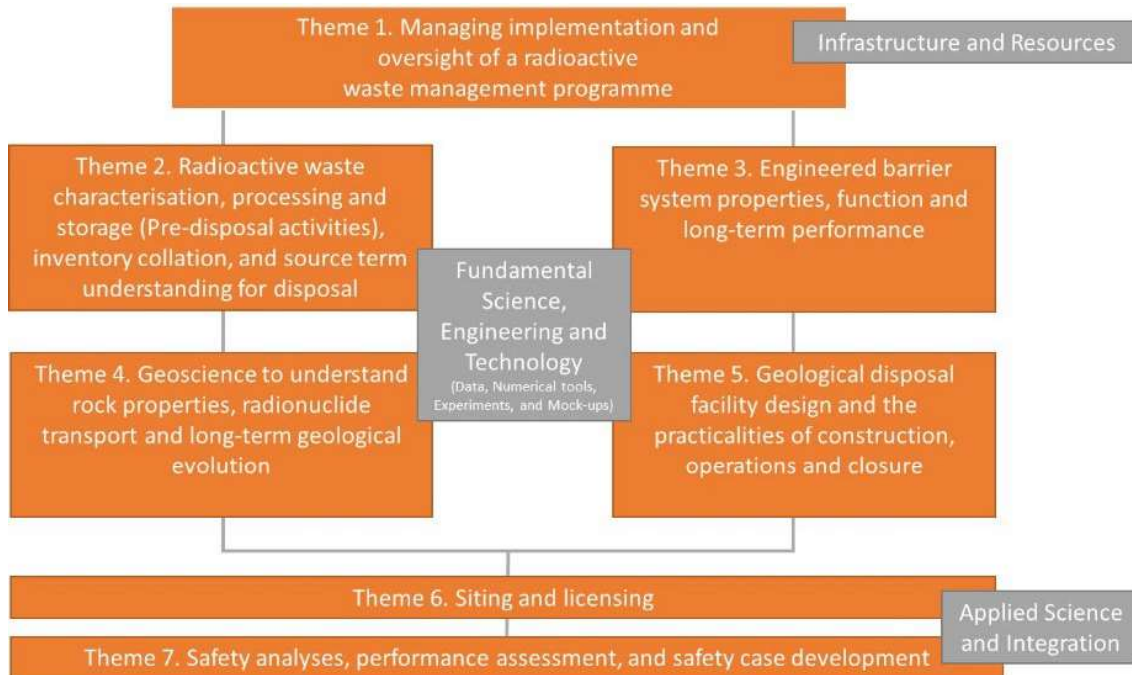 Theme 1. Managing implementation and
oversight of a radioactive
waste management programme
Infrastructure and Resources
Theme 2. Radioactive waste
characterisation, processing and
storage (Pre-disposal activities),
inventory collation, and source term
understanding for disposal
Theme 3. Engineered barrier
system properties, function and
long-term performance
Fundamental
Science,
Engineering and
Technology
(Data, Numerical tools,
Experiments, and Mock-ups)
Theme 4. Geoscience to understand
rock properties, radionuclide
transport and long-term geological
evolution
Theme 5. Geological disposal
facility design and the
practicalities of construction,
operations and closure
Theme 6. Siting and licensing
Applied Science
and Integration
Theme 7. Safety analyses, performance assessment, and safety case development